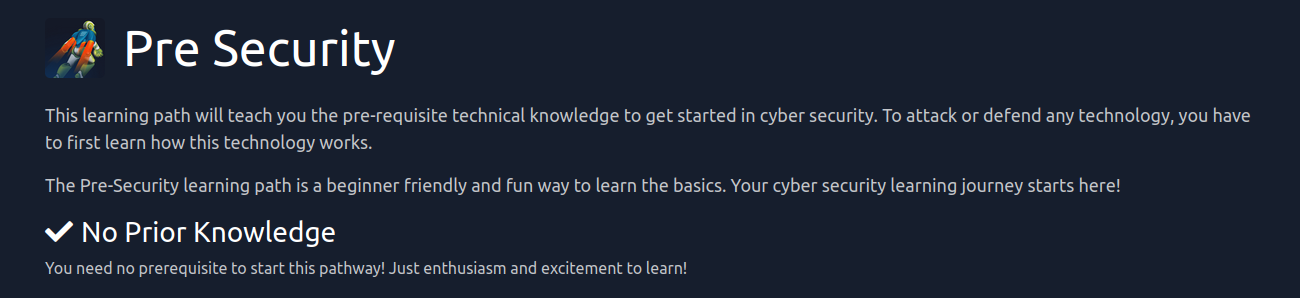 Pre Security
This learning path will teach you the pre-requisite technical knowledge to get started in cyber security. To attack or defend any technology, you have
to first learn how this technology works.
The Pre-Security learning path is a beginner friendly and fun way to learn the basics. Your cyber security learning journey starts here!
No Prior Knowledge
You need no prerequisite to start this pathway! Just enthusiasm and excitement to learn!